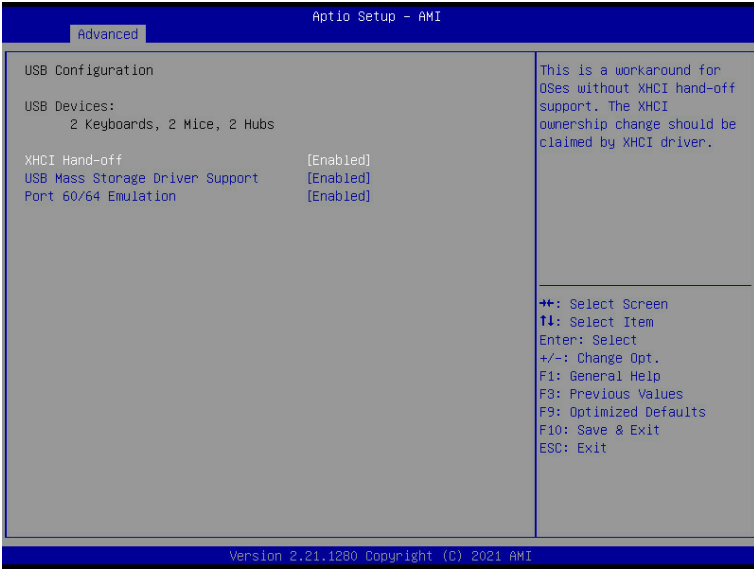 Aptio Setup – AMI
Advanced
USB Configuration
USB Devices:
2 Keyboards, 2 Mice, 2 Hubs
XHCI Hand-off [Enabled]
USB Mass Storage Driver Support [Enabled]
Port 60/64 Emulation [Enabled]
This is a workaround for
OSes without XHCI hand-off
support. The XHCI
ownership change should be
claimed by XHCI driver.
→←: Select Screen
↑↓: Select Item
Enter: Select
+/-: Change Opt.
F1: General Help
F3: Previous Values
F9: Optimized Defaults
F10: Save & Exit
ESC: Exit
Version 2.21.1280 Copyright (C) 2021 AMI